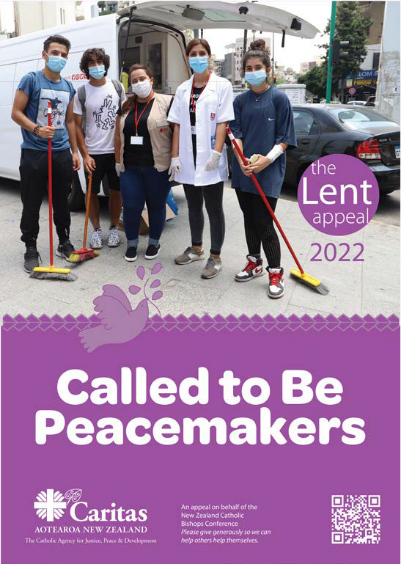 the
Lent
appeal
2022
Called to Be
Peacemakers
Caritas
AOTEAROA NEW ZEALAND
The Catholic Agency for Justice, Peace & Development
An appeal on behalf of the
New Zealand Catholic
Bishops Conference
Please give generously so we can
help others help themselves.